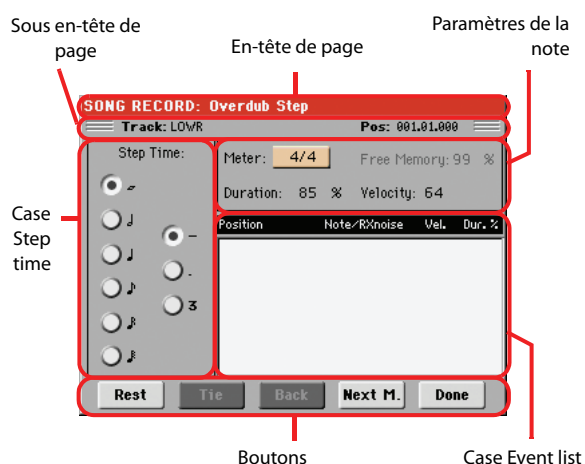 Sous en-tête de
page
En-tête de page
Paramètres de la
note
SONG RECORD: Overdub Step
Track: LOWR
Pos: 001.01.000
Step Time:
Meter: 4/4
Free Memory: 99 %
Duration: 85 %
Velocity: 64
Case
Step
time
Position Note/RXnoise Vel. Dur.%
3
Rest
Tie
Back
Next M.
Done
Boutons
Case Event list